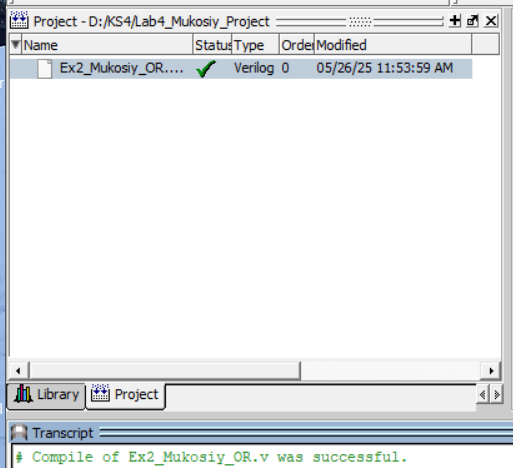 Project - D:/KS4/Lab4_Mukosiy_Project
Name Status Type Order Modified
Ex2_Mukosiy_OR.... Verilog 0 05/26/25 11:53:59 AM
Library Project
Transcript
# Compile of Ex2_Mukosiy_OR.v was successful.